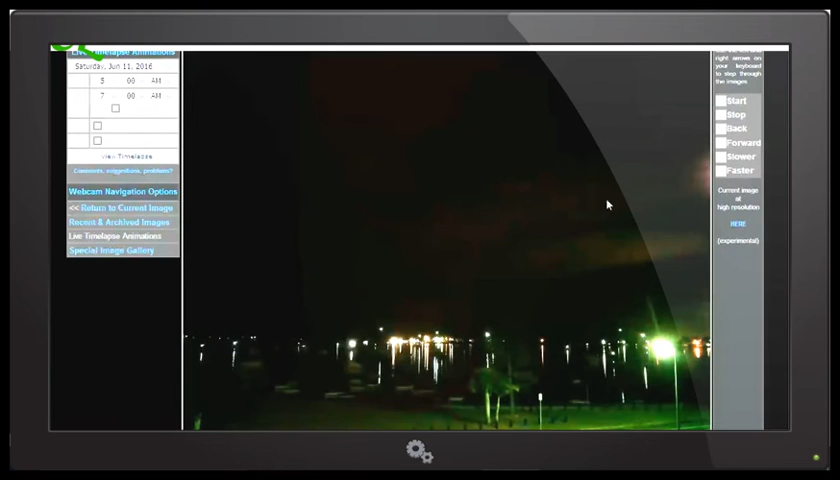 Live Timelapse Animations
Saturday, Jun 11, 2016
5 00 AM
7 00 AM
View Timelapse
Comments, suggestions, problems?
Webcam Navigation Options
<< Return to Current Image
Recent & Archived Images
Live Timelapse Animations
Special Image Gallery
right arrows on
your keyboard
to step through
the images
Start
Stop
Back
Forward
Slower
Faster
Current image
at
high resolution
HERE
(experimental)